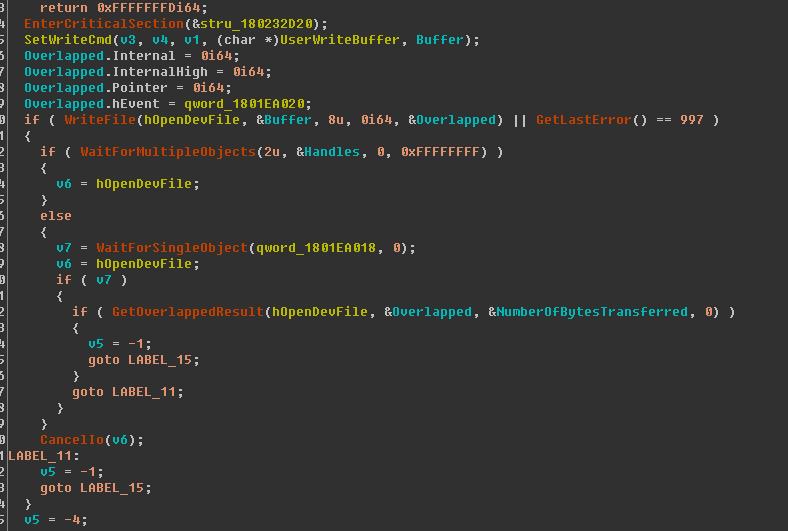 3 return 0xFFFFFFFDi64;
4 EnterCriticalSection(&stru_180232D20);
5 SetWriteCmd(v3, v4, v1, (char *)UserWriteBuffer, Buffer);
6 Overlapped.Internal = 0i64;
7 Overlapped.InternalHigh = 0i64;
8 Overlapped.Pointer = 0i64;
9 Overlapped.hEvent = qword_1801EA020;
0 if ( WriteFile(hOpenDevFile, &Buffer, 8u, 0i64, &Overlapped) || GetLastError() == 997 )
1 {
2 if ( WaitForMultipleObjects(2u, &Handles, 0, 0xFFFFFFFF) )
3 {
4 v6 = hOpenDevFile;
5 }
6 else
7 {
8 v7 = WaitForSingleObject(qword_1801EA018, 0);
9 v6 = hOpenDevFile;
0 if ( v7 )
1 {
2 if ( GetOverlappedResult(hOpenDevFile, &Overlapped, &NumberOfBytesTransferred, 0) )
3 {
4 v5 = -1;
5 goto LABEL_15;
6 }
7 goto LABEL_11;
8 }
9 }
0 CancelIo(v6);
1 LABEL_11:
2 v5 = -1;
3 goto LABEL_15;
4 }
5 v5 = -4;